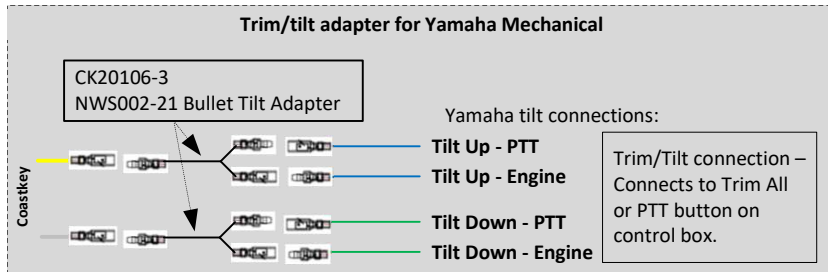 Trim/tilt adapter for Yamaha Mechanical
CK20106-3
NWS002-21 Bullet Tilt Adapter
Yamaha tilt connections:
Tilt Up - PTT
Tilt Up - Engine
Tilt Down - PTT
Tilt Down - Engine
Trim/Tilt connection –
Connects to Trim All
or PTT button on
control box.
Coastkey